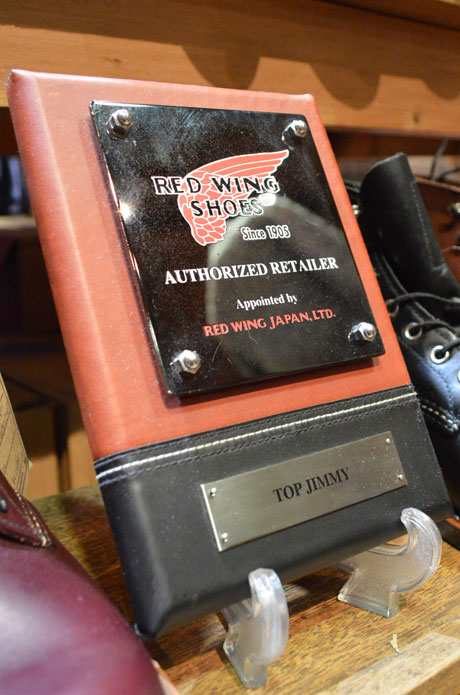 RED WING
SHOES
Since 1905
AUTHORIZED RETAILER
Appointed by
RED WING JAPAN, LTD.
TOP JIMMY